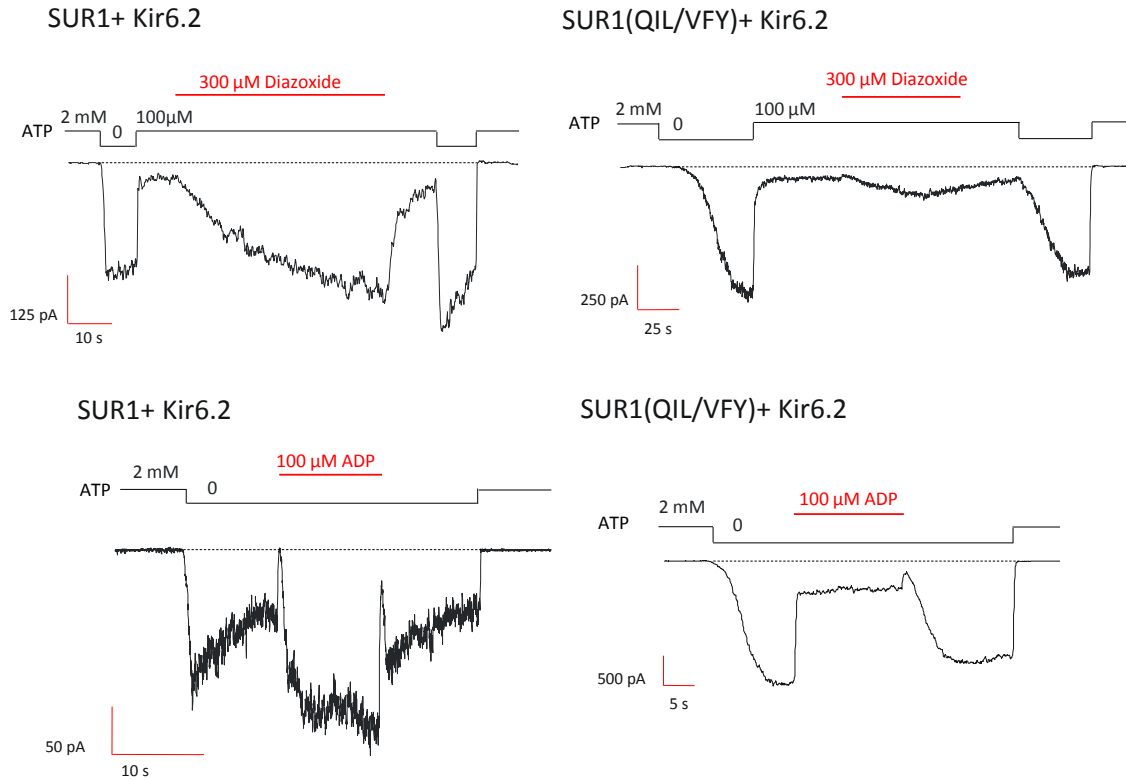 SUR1+ Kir6.2
SUR1(QIL/VFY)+ Kir6.2
300 µM Diazoxide
2 mM
0
100µM
ATP
125 pA
10 s
300 µM Diazoxide
2 mM
0
100 µM
ATP
250 pA
25 s
SUR1+ Kir6.2
SUR1(QIL/VFY)+ Kir6.2
100 µM ADP
2 mM
0
ATP
50 pA
10 s
100 µM ADP
2 mM
0
ATP
500 pA
5 s